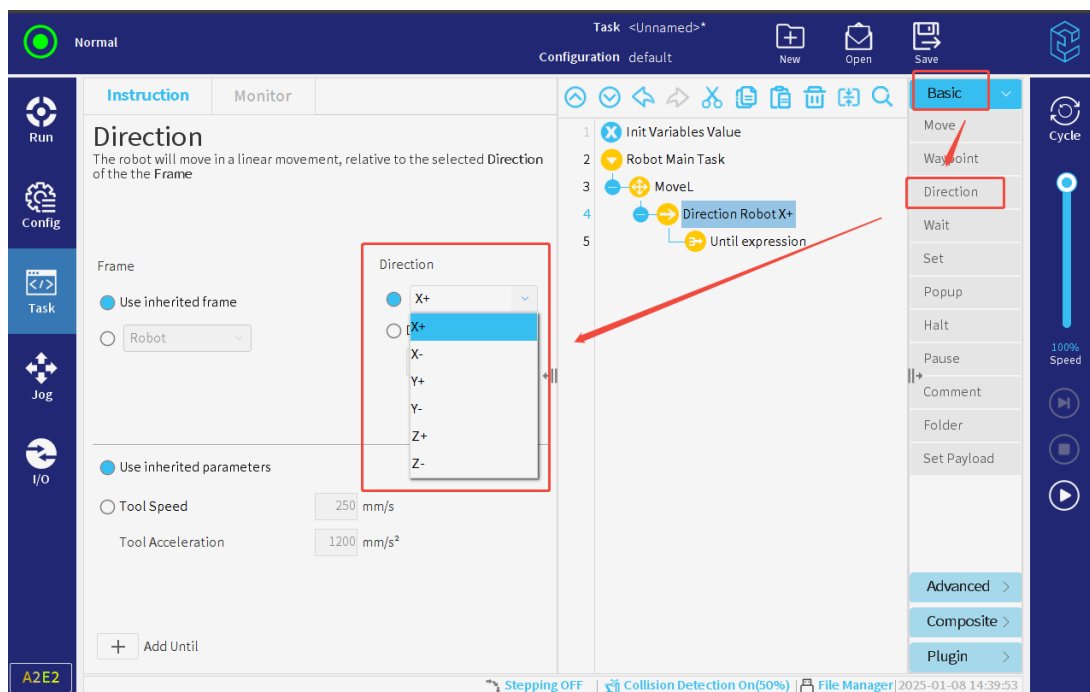 Normal
Task <Unnamed>*
Configuration default
New
Open
Save
Run
Config
Task
Jog
I/O
A2E2
Instruction
Monitor
Direction
The robot will move in a linear movement, relative to the selected Direction
of the the Frame
Frame
Use inherited frame
Robot
Direction
X+
X+
X-
Y+
Y-
Z+
Z-
Use inherited parameters
Tool Speed 250 mm/s
Tool Acceleration 1200 mm/s²
Add Until
1 Init Variables Value
2 Robot Main Task
3 MoveL
4 Direction Robot X+
5 Until expression
Basic
Move
Waypoint
Direction
Wait
Set
Popup
Halt
Pause
Comment
Folder
Set Payload
Advanced
Composite
Plugin
Cycle
100%
Speed
Stepping OFF | Collision Detection On(50%) | File Manager | 2025-01-08 14:39:53